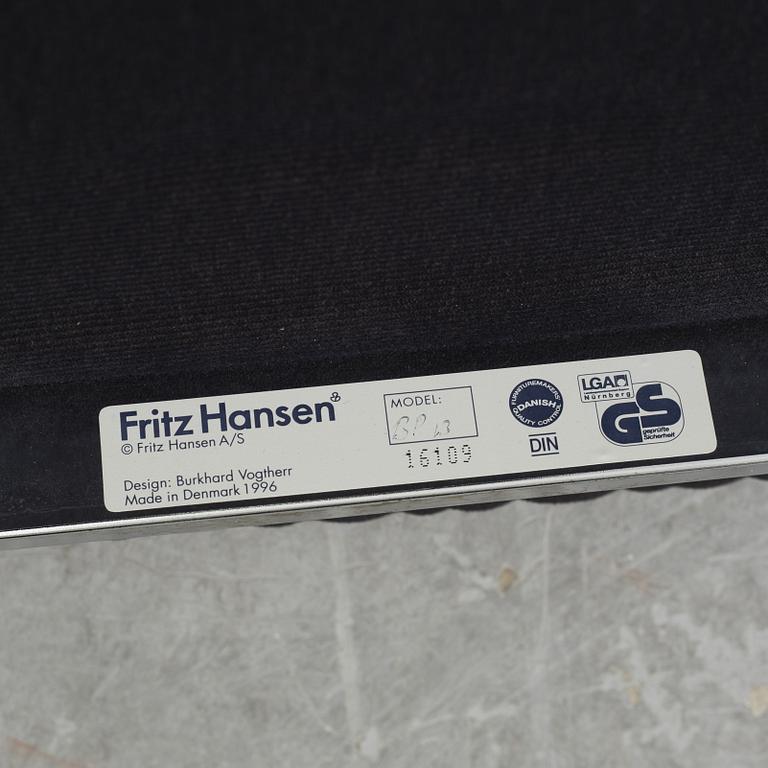 Fritz Hansen
© Fritz Hansen A/S
Design: Burkhard Vogtherr
Made in Denmark 1996
MODEL:
16109
FURNITUREMAKERS'
DANISH
QUALITY CONTROL
DIN
LGA
Nürnberg
GS
geprüfte
Sicherheit